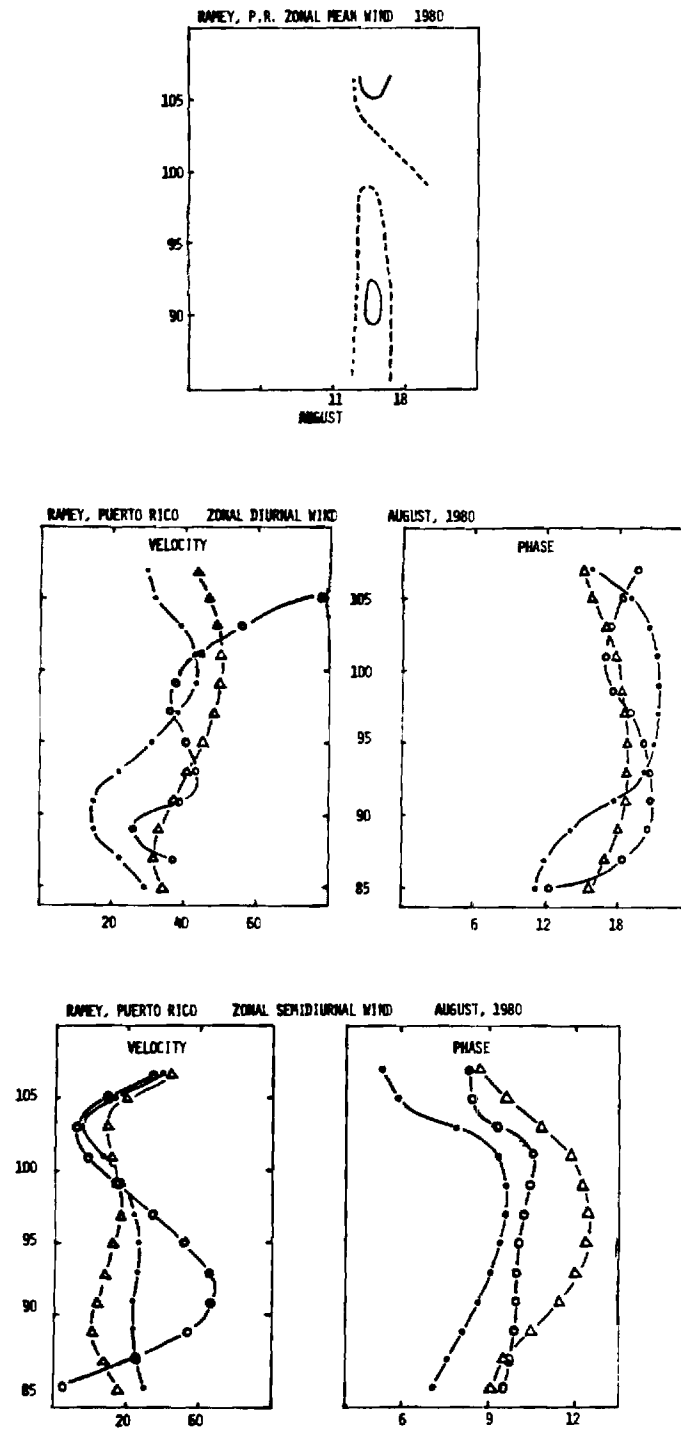 RAMEY, P.R. ZONAL MEAN WIND 1980
105
100
95
90
11 18
AUGUST
RAMEY, PUERTO RICO ZONAL DIURNAL WIND AUGUST, 1980
VELOCITY PHASE
105
100
95
90
85
20 40 60 6 12 18
RAMEY, PUERTO RICO ZONAL SEMIDIURNAL WIND AUGUST, 1980
VELOCITY PHASE
105
100
95
90
85
20 60 6 9 12